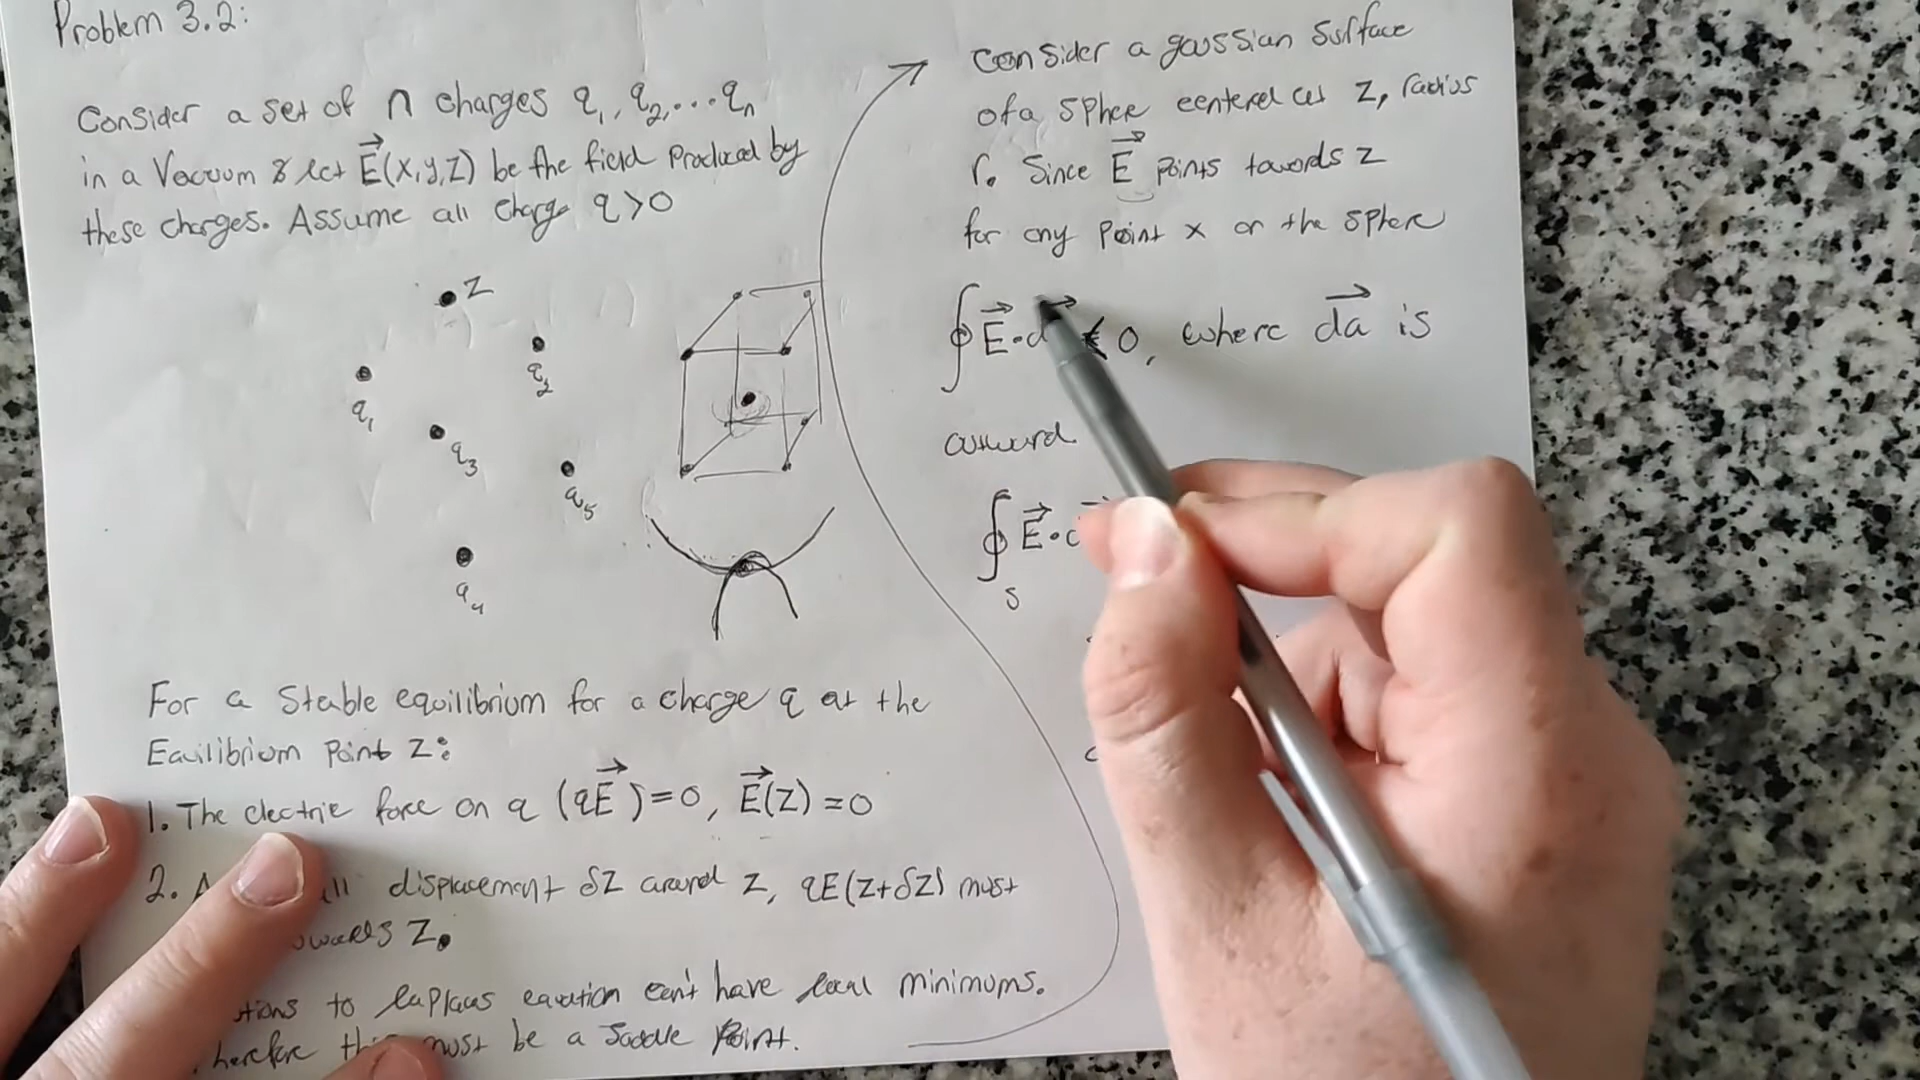 Problem 3.2:
Consider a set of n charges q₁, q₂, ... qₙ
in a Vacuum & let E⃗(x,y,z) be the field Produced by
these charges. Assume all charge q>0
z
q₁
q₂
q₃
q₅
q₄
For a Stable equilibrium for a charge q at the
Equilibrium Point z:
1. The electric force on q (qE⃗)=0, E⃗(z)=0
2. displacement δz around z, qE(z+δz) must
z.
to laplaces equation can't have local minimums.
must be a Saddle Point.
Consider a gaussian Surface
of a Sphere centered at z, radius
r. Since E⃗ points towards z
for any Point x on the sphere
∮E⃗·d < 0, where da⃗ is
outward.
∮E⃗·
s